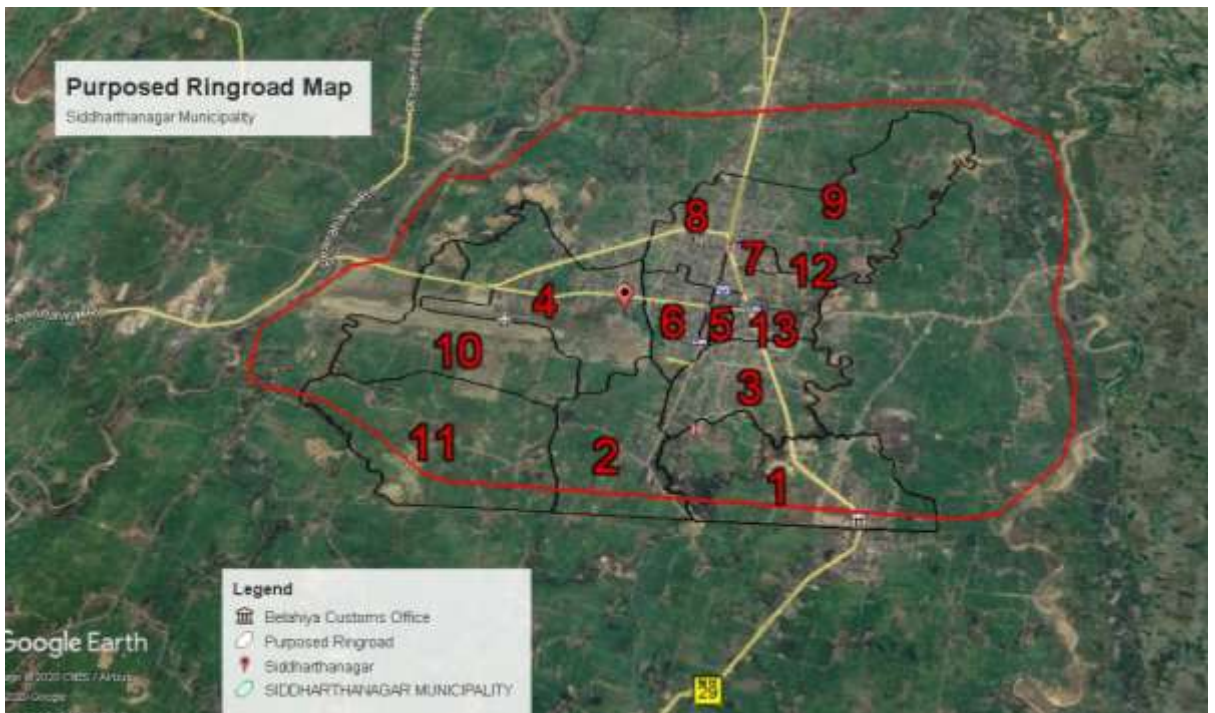 Purposed Ringroad Map
Siddharthanagar Municipality
9
8
7
12
4
6
5
13
10
3
11
2
1
Legend
Belahiya Customs Office
Purposed Ringroad
Siddharthanagar
SIDDHARTHANAGAR MUNICIPALITY
Google Earth
29